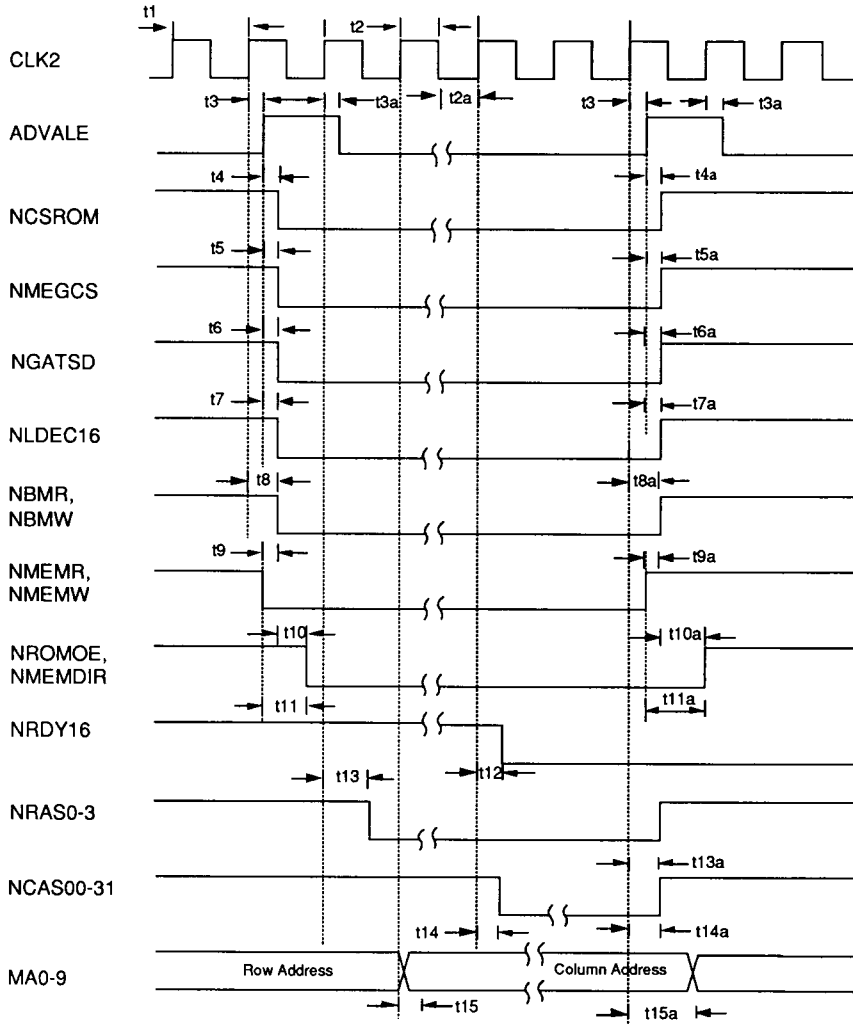 t1
t2
CLK2
t3
t3a
t2a
t3
t3a
ADVALE
t4
t4a
NCSROM
t5
t5a
NMEGCS
t6
t6a
NGATSD
t7
t7a
NLDEC16
t8
t8a
NBMR,
NBMW
t9
t9a
NMEMR,
NMEMW
t10
t10a
NROMOE,
NMEMDIR
t11
t11a
NRDY16
t12
t13
NRAS0-3
t13a
NCAS00-31
t14
t14a
MA0-9
Row Address
Column Address
t15
t15a